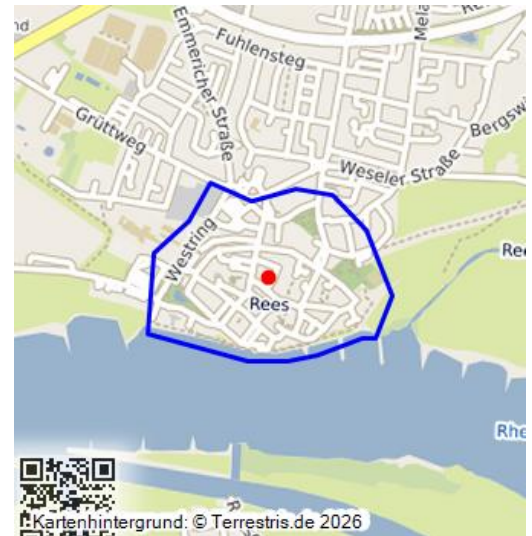 Emmericher Straße
Fuhlensteg
Grüttweg
Weseler Straße
Westring
Rees
Kartenhintergrund: © Terrestris.de 2026